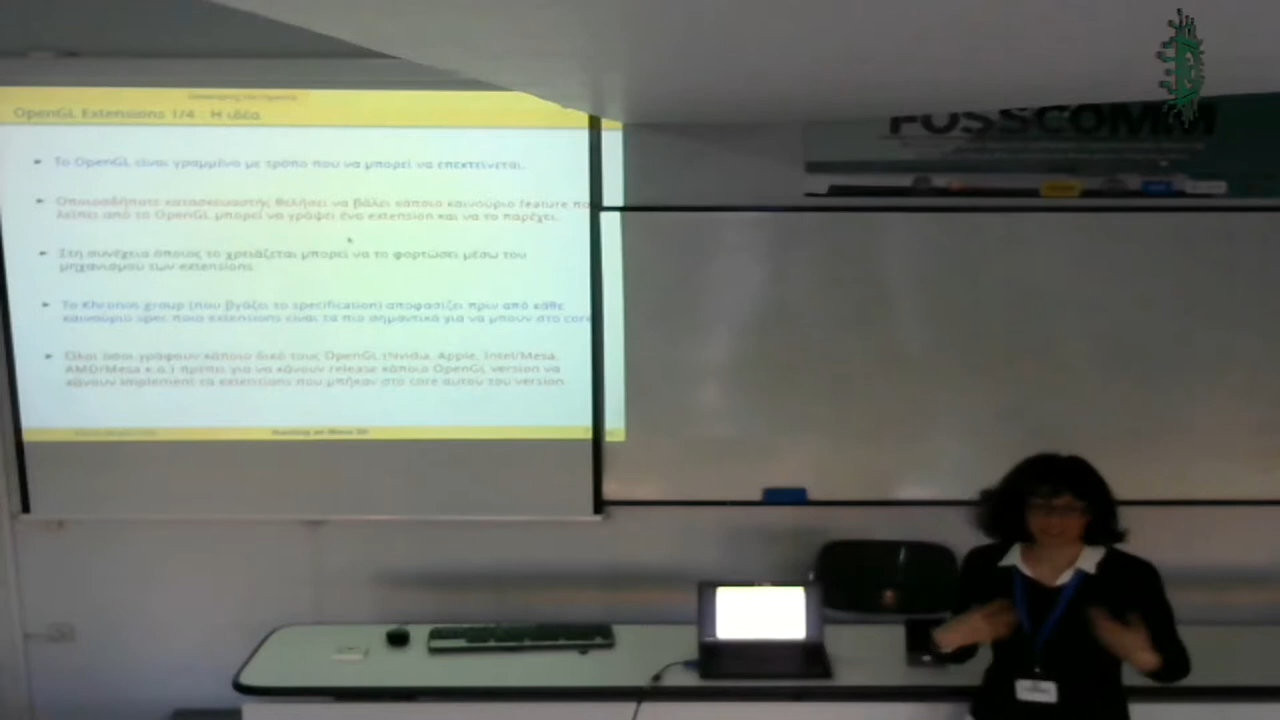 OpenGL Extensions 1/4 : Η ιδέα
FOSSCOMM
Το OpenGL είναι γραμμένο με τρόπο που να μπορεί να επεκτείνεται.
Οποιοσδήποτε κατασκευαστής θελήσει να βάλει κάποιο καινούριο feature πο
λείπει από το OpenGL μπορεί να γράψει ένα extension και να το παρέχει.
Στη συνέχεια όποιος το χρειάζεται μπορεί να το φορτώσει μέσω του
μηχανισμού των extensions.
Το Khronos group (που βγάζει το specification) αποφασίζει πριν από κάθε
καινούριο spec ποια extensions είναι τα πιο σημαντικά για να μπουν στο core
Όλοι όσοι γράφουν κάποιο δικό τους OpenGL (Nvidia, Apple, Intel/Mesa,
AMD/Mesa κ.α.) πρέπει για να κάνουν release κάποιο OpenGL version να
κάνουν implement τα extensions που μπήκαν στο core αυτού του version